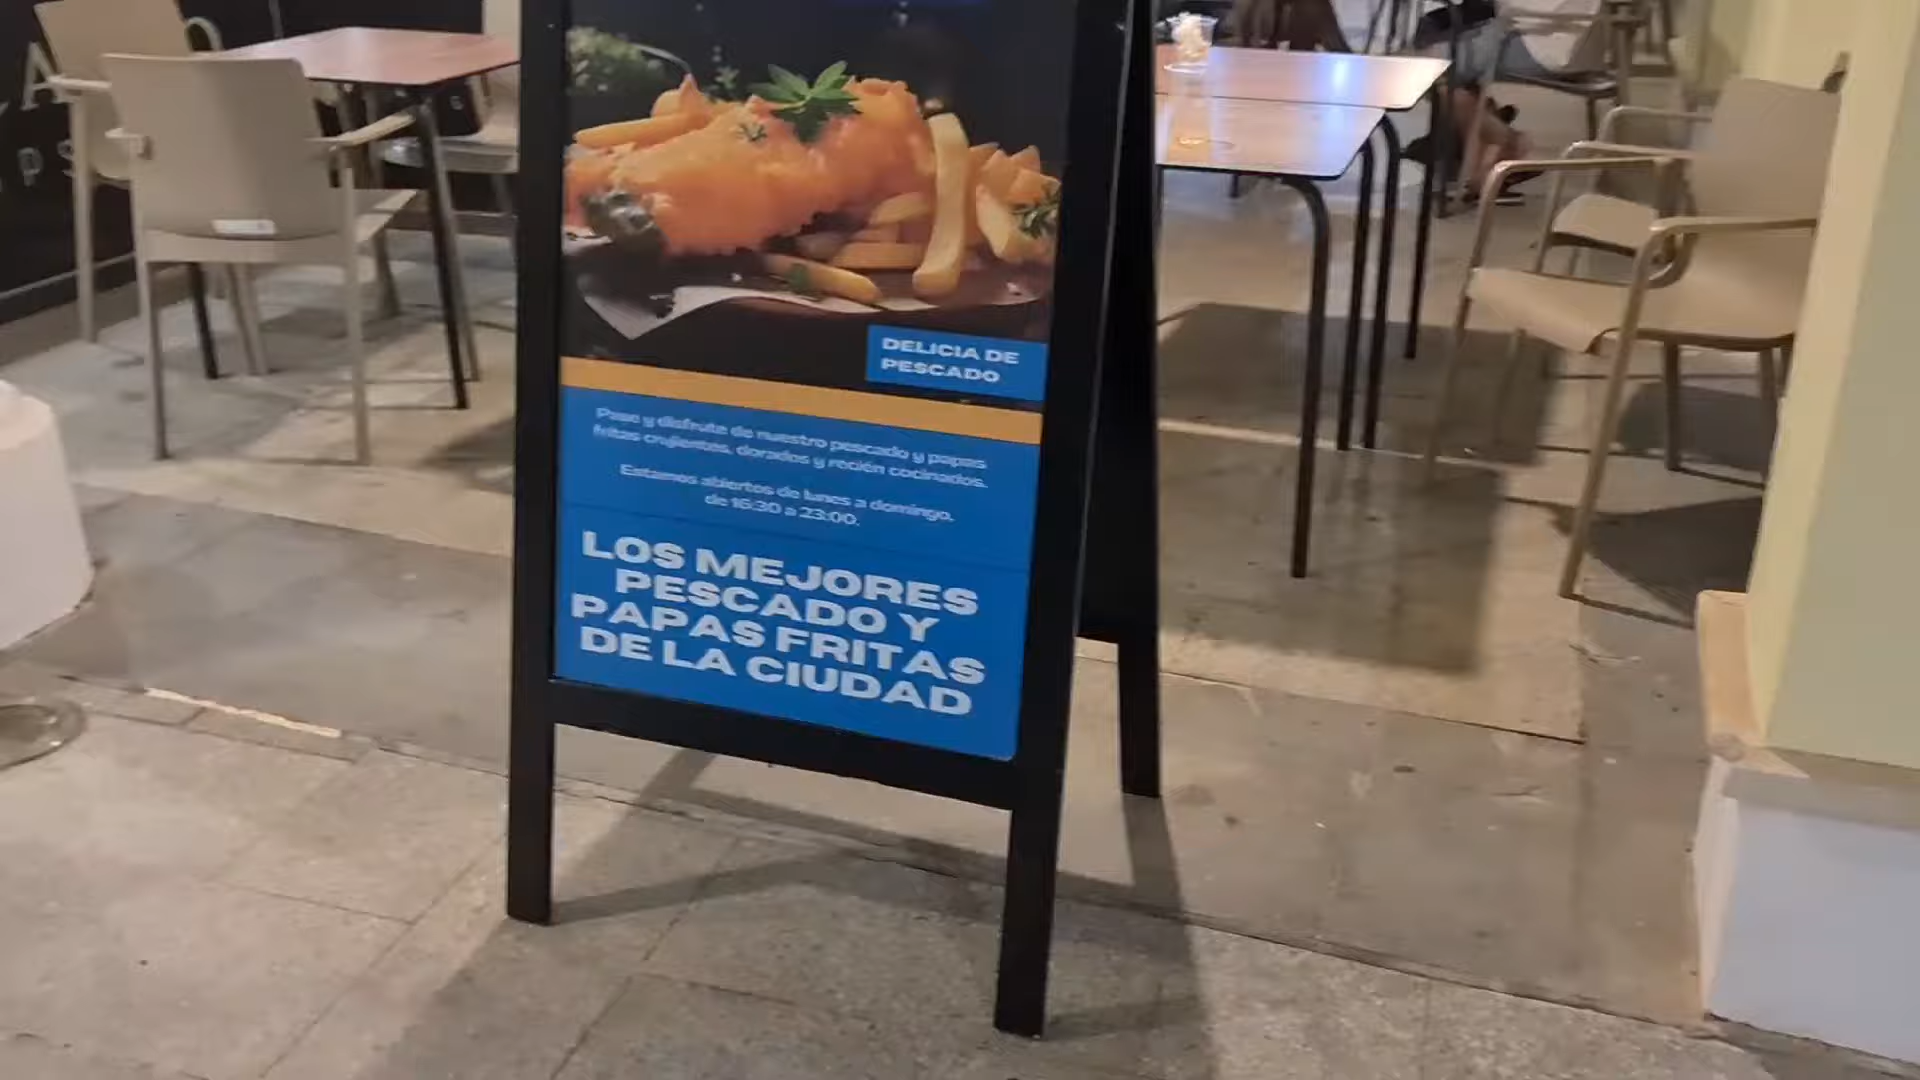 DELICIA DE
PESCADO
Pase y disfrute de nuestro pescado y papas
fritas crujientes, dorados y recién cocinados.
Estamos abiertos de lunes a domingo,
de 16:30 a 23:00.
LOS MEJORES
PESCADO Y
PAPAS FRITAS
DE LA CIUDAD